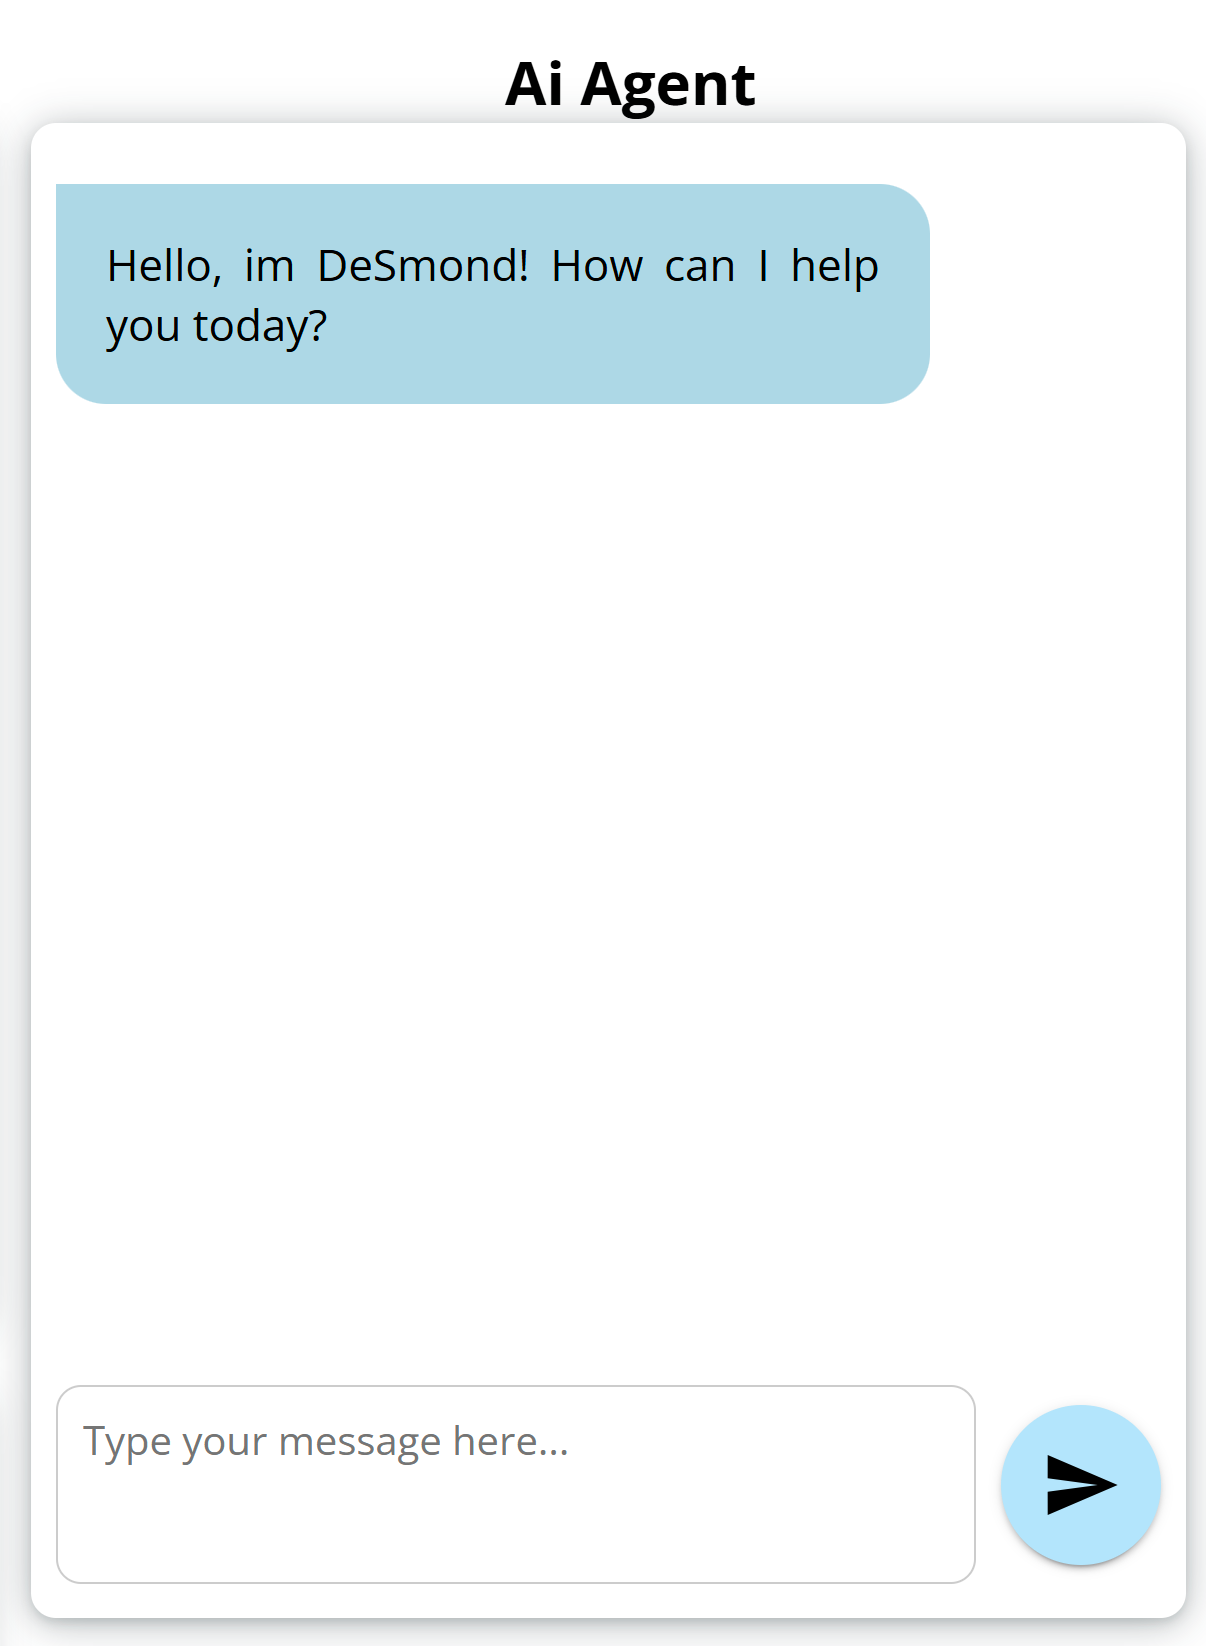 Ai Agent
Hello, im DeSmond! How can I help
you today?
Type your message here...